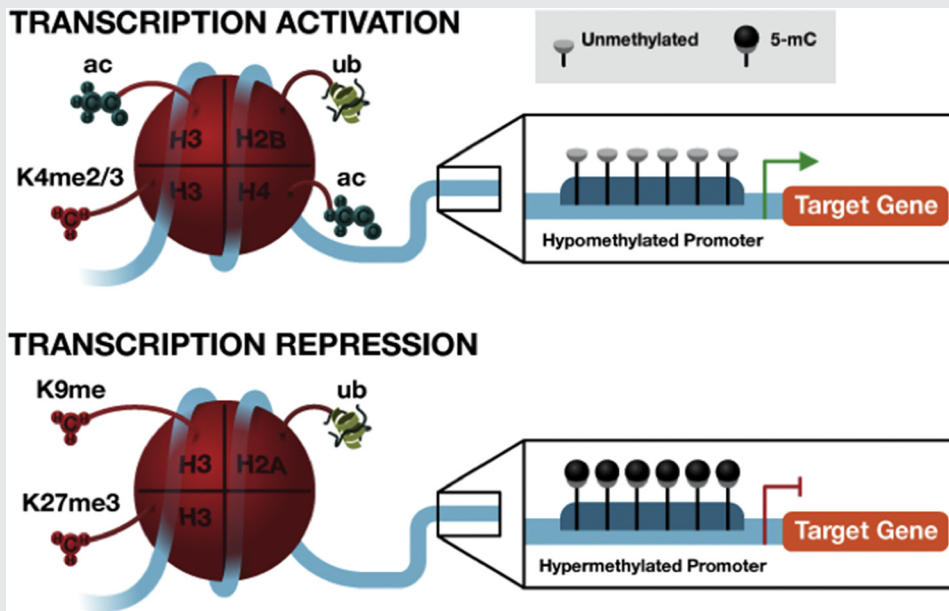 TRANSCRIPTION ACTIVATION
Unmethylated
5-mC
ac
ub
H3
H2B
K4me2/3
H3
H4
ac
Target Gene
Hypomethylated Promoter
TRANSCRIPTION REPRESSION
K9me
ub
H3
H2A
K27me3
H3
Target Gene
Hypermethylated Promoter